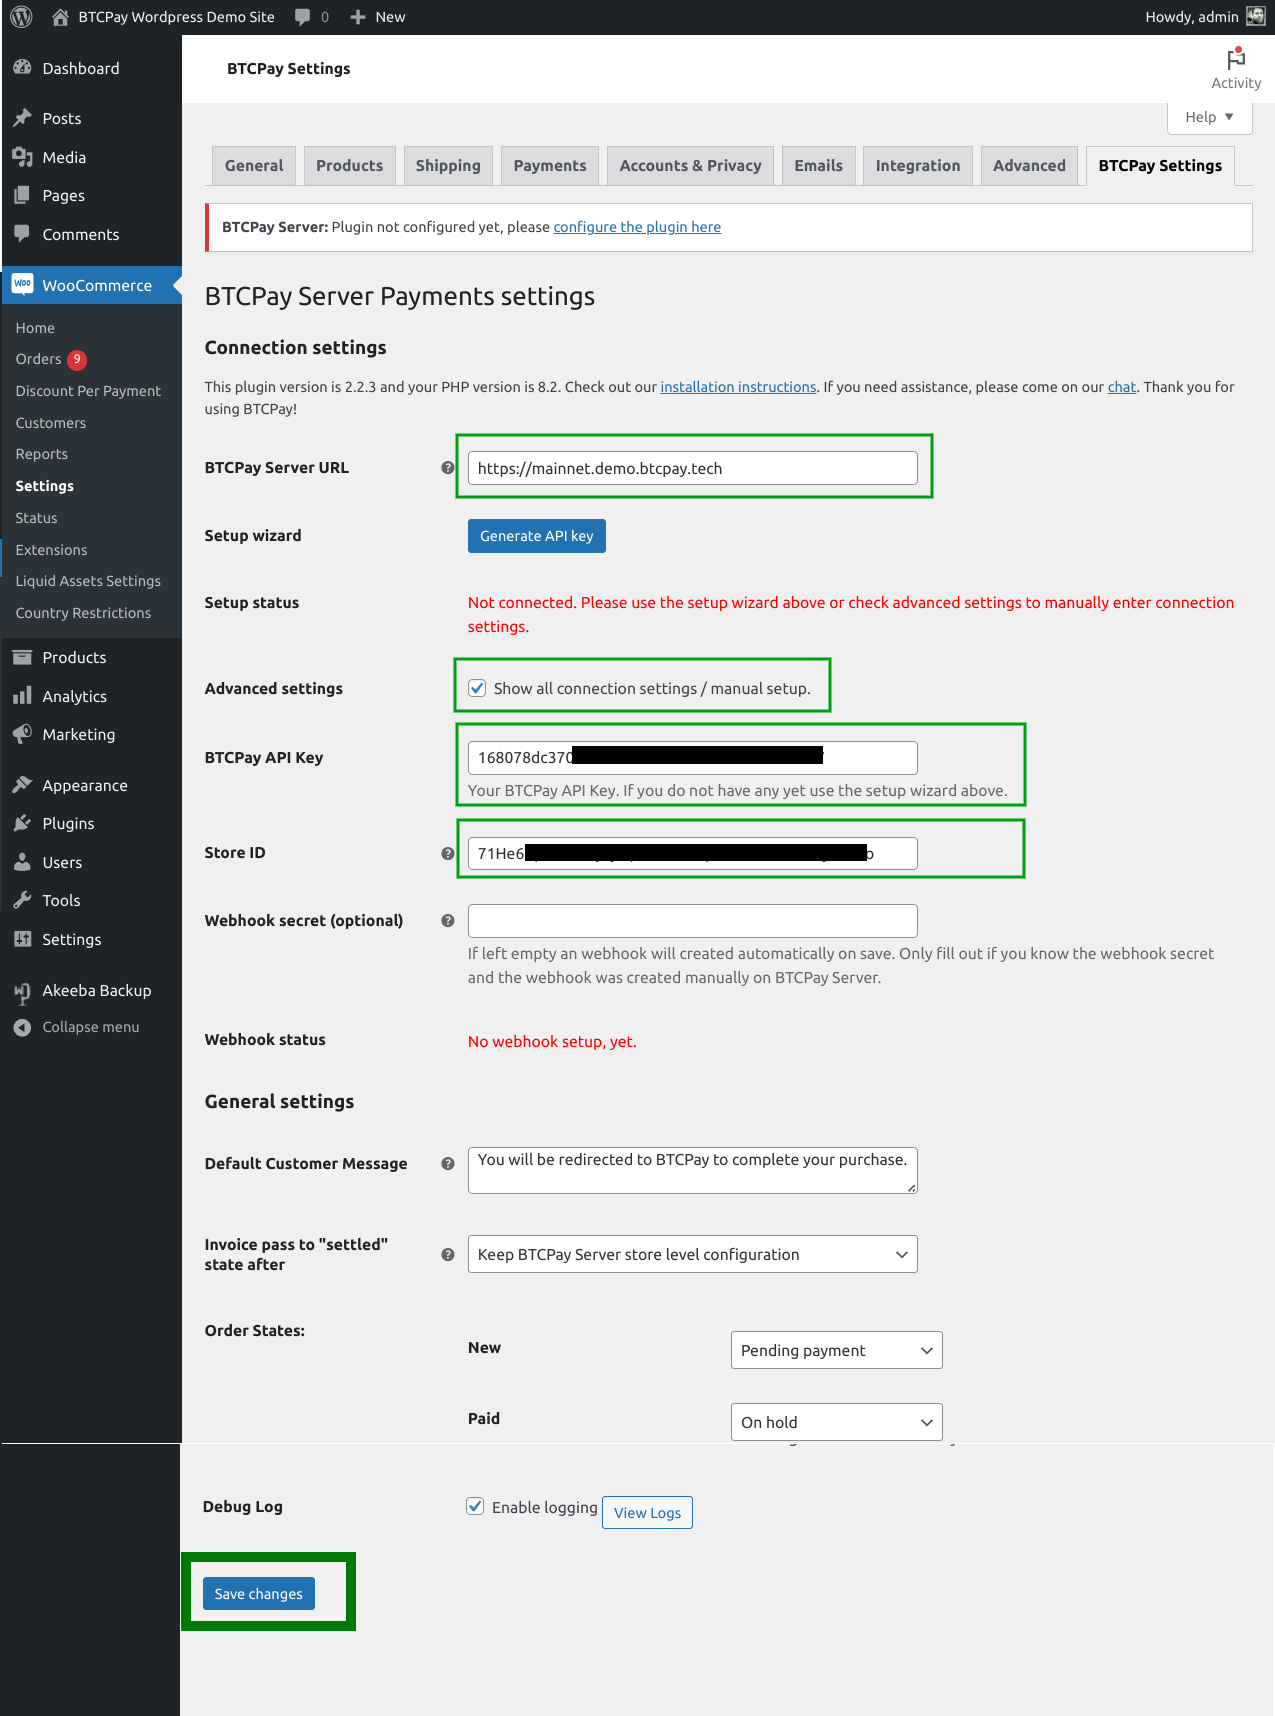 BTCPay Wordpress Demo Site 0 New Howdy, admin
Dashboard
Posts
Media
Pages
Comments
Woo WooCommerce
Home
Orders 9
Discount Per Payment
Customers
Reports
Settings
Status
Extensions
Liquid Assets Settings
Country Restrictions
Products
Analytics
Marketing
Appearance
Plugins
Users
Tools
Settings
Akeeba Backup
Collapse menu
BTCPay Settings
Activity
Help
General Products Shipping Payments Accounts & Privacy Emails Integration Advanced BTCPay Settings
BTCPay Server: Plugin not configured yet, please configure the plugin here
BTCPay Server Payments settings
Connection settings
This plugin version is 2.2.3 and your PHP version is 8.2. Check out our installation instructions. If you need assistance, please come on our chat. Thank you for
using BTCPay!
BTCPay Server URL ? https://mainnet.demo.btcpay.tech
Setup wizard Generate API key
Setup status Not connected. Please use the setup wizard above or check advanced settings to manually enter connection
settings.
Advanced settings Show all connection settings / manual setup.
BTCPay API Key 168078dc370
Your BTCPay API Key. If you do not have any yet use the setup wizard above.
Store ID ? 71He6 o
Webhook secret (optional) ?
If left empty an webhook will created automatically on save. Only fill out if you know the webhook secret
and the webhook was created manually on BTCPay Server.
Webhook status No webhook setup, yet.
General settings
Default Customer Message ? You will be redirected to BTCPay to complete your purchase.
Invoice pass to "settled"
state after ? Keep BTCPay Server store level configuration
Order States:
New Pending payment
Paid On hold
Debug Log Enable logging View Logs
Save changes